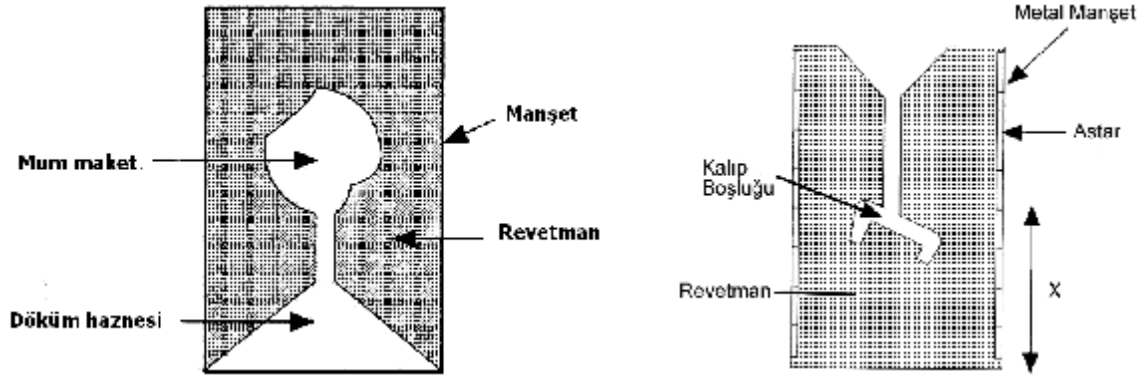 Manşet
Mum maket.
Revetman
Döküm haznesi
Metal Manşet
Astar
Kalıp
Boşluğu
Revetman
X